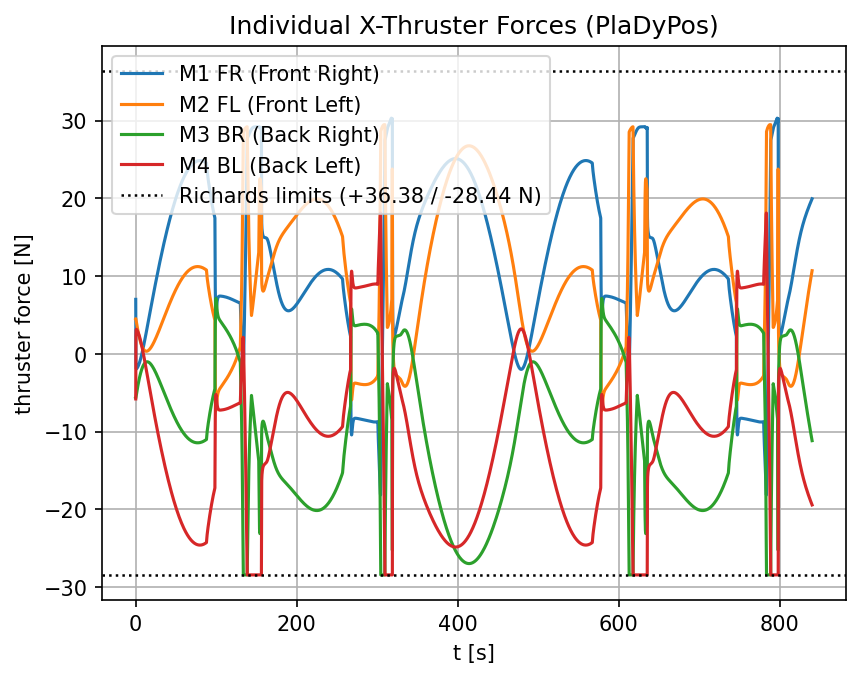 Individual X-Thruster Forces (PlaDyPos)
M1 FR (Front Right)
M2 FL (Front Left)
M3 BR (Back Right)
M4 BL (Back Left)
Richards limits (+36.38 / -28.44 N)
thruster force [N]
30
20
10
0
−10
−20
−30
0
200
400
600
800
t [s]